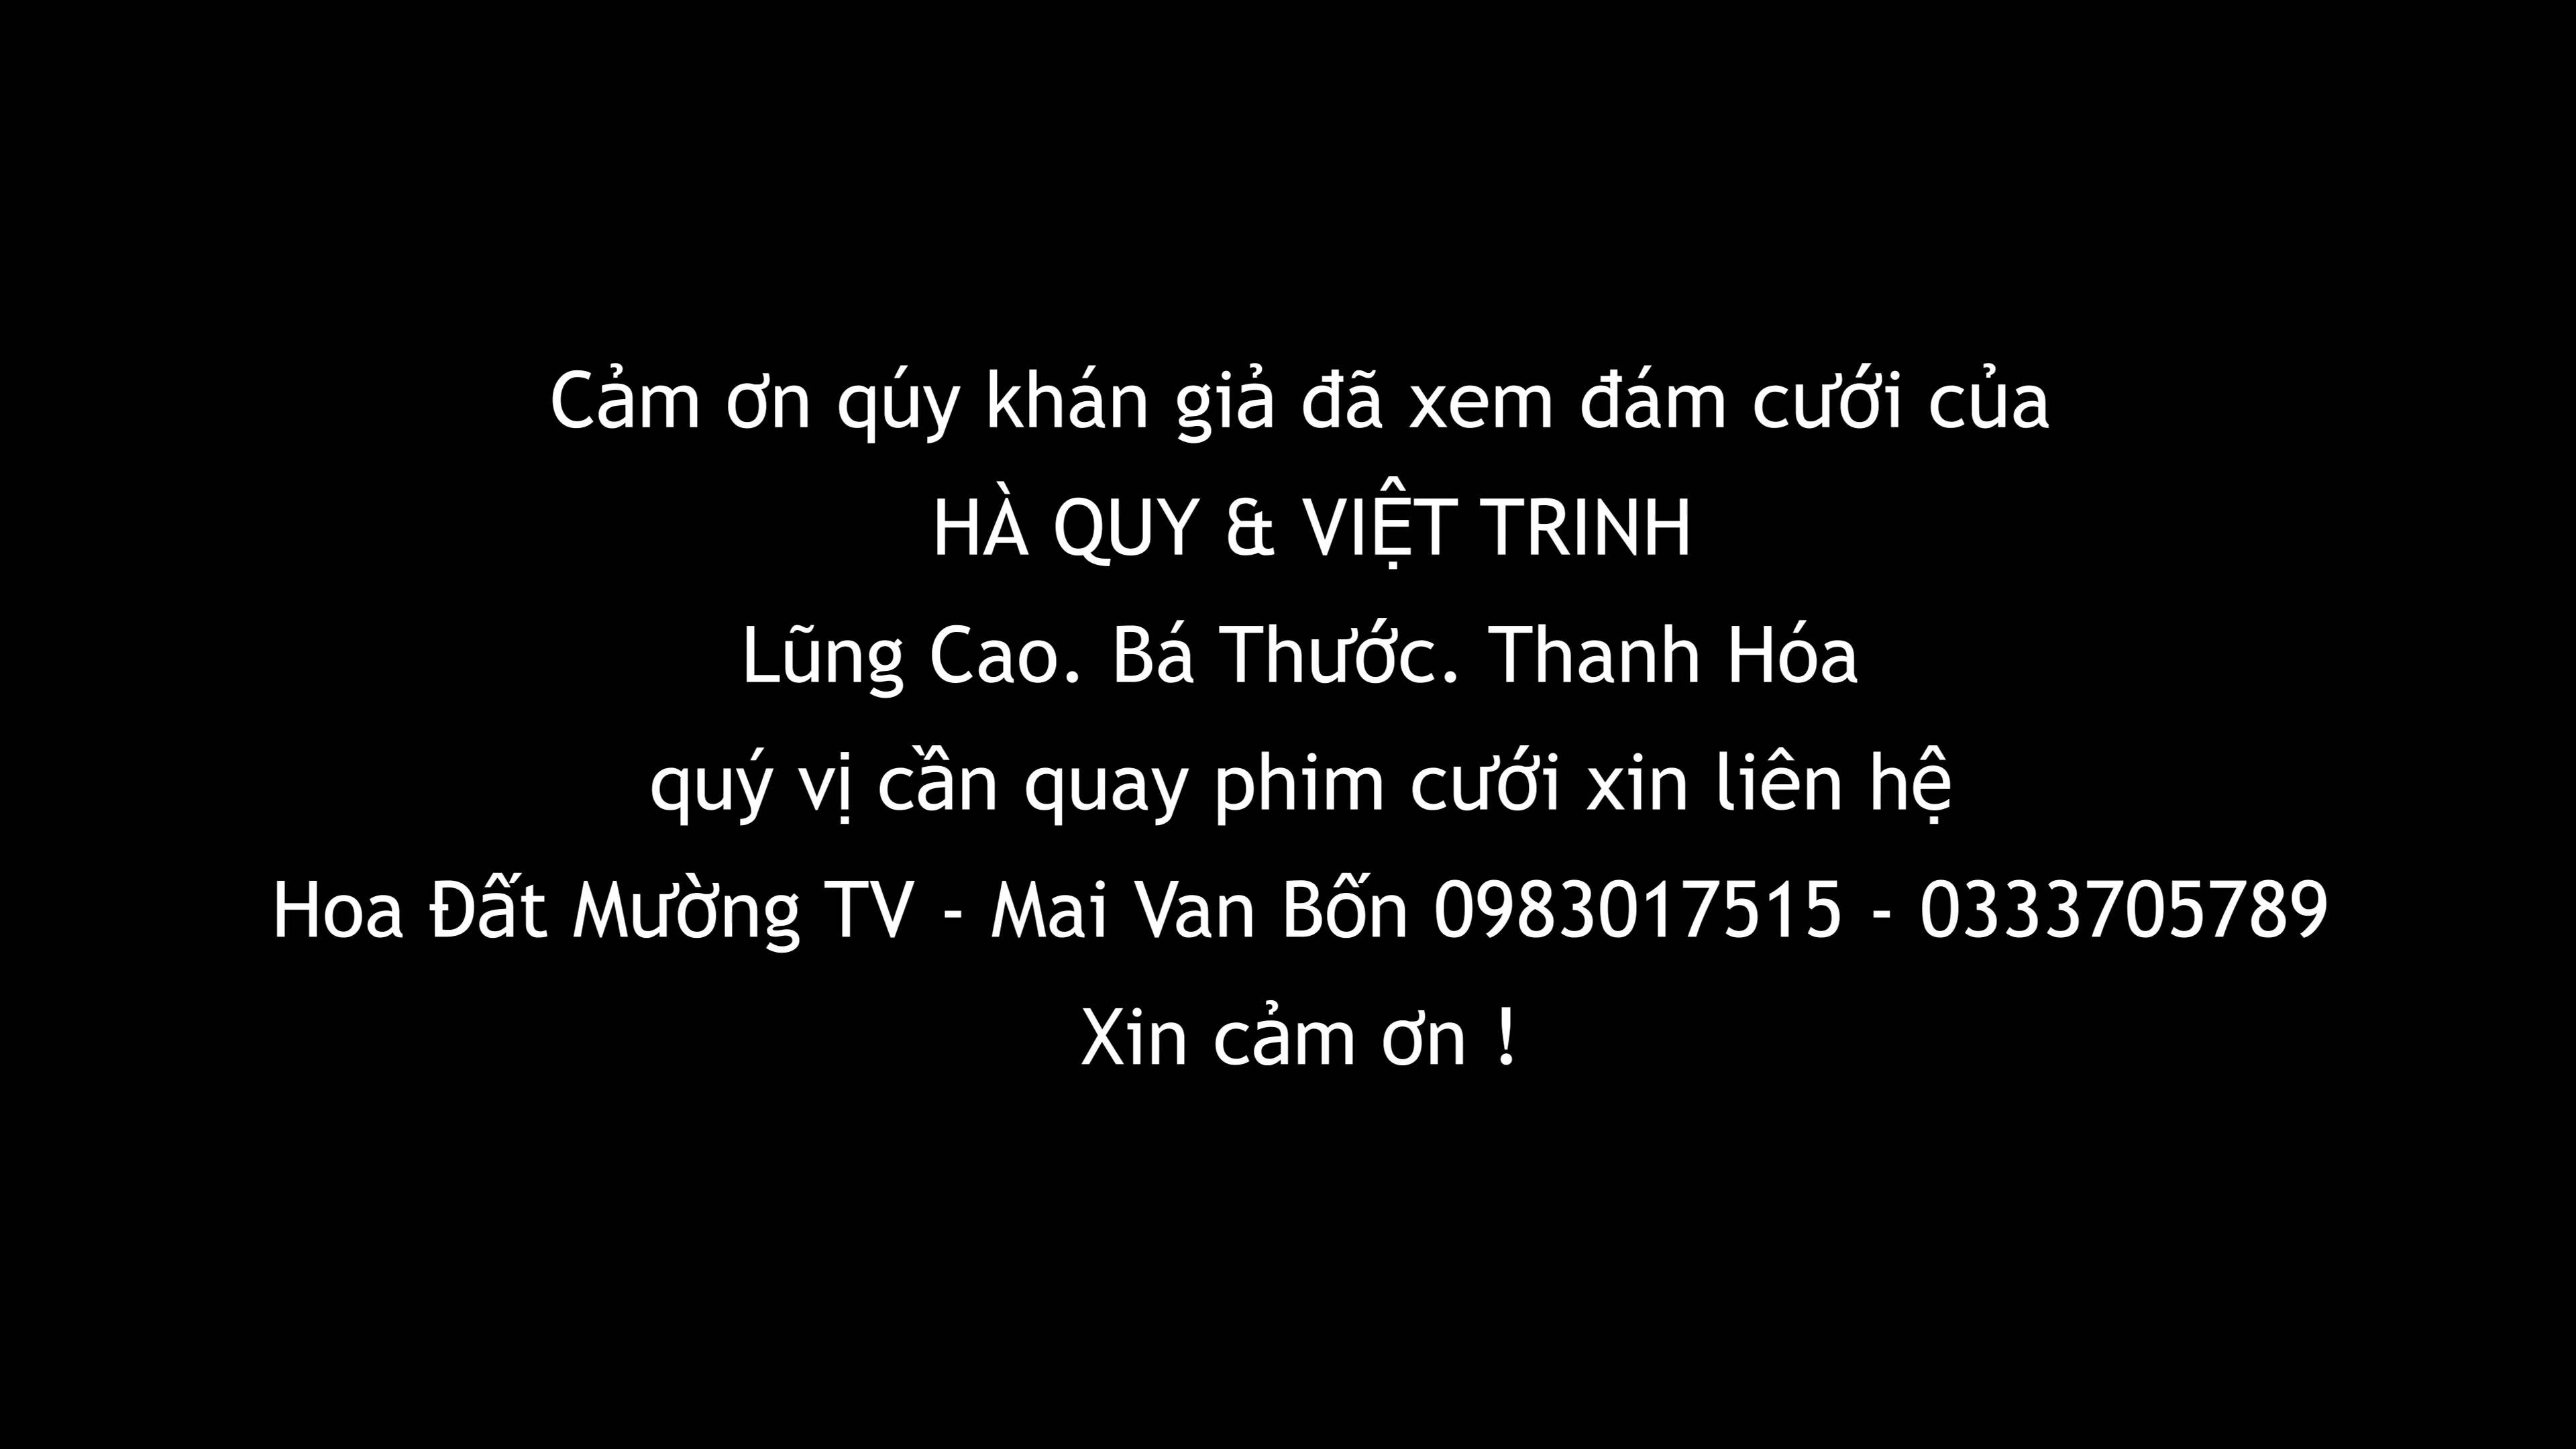 Cảm ơn qúy khán giả đã xem đám cưới của
HÀ QUY & VIỆT TRINH
Lũng Cao. Bá Thước. Thanh Hóa
quý vị cần quay phim cưới xin liên hệ
Hoa Đất Mường TV - Mai Van Bốn 0983017515 - 0333705789
Xin cảm ơn !